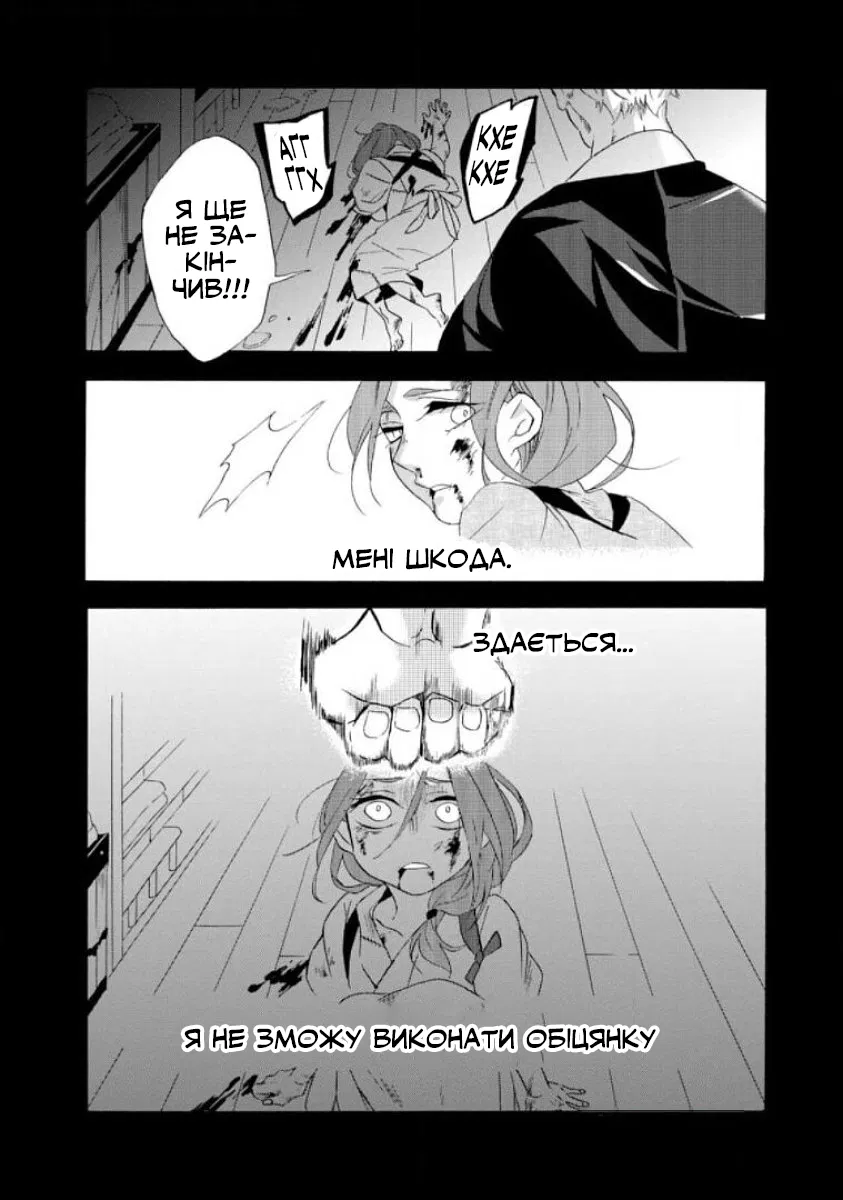 КХЕ
КХЕ
АГГ
ГГХ
Я ЩЕ
НЕ ЗА-
КІН-
ЧИВ!!!
МЕНІ ШКОДА.
ЗДАЄТЬСЯ...
Я НЕ ЗМОЖУ ВИКОНАТИ ОБІЦЯНКУ